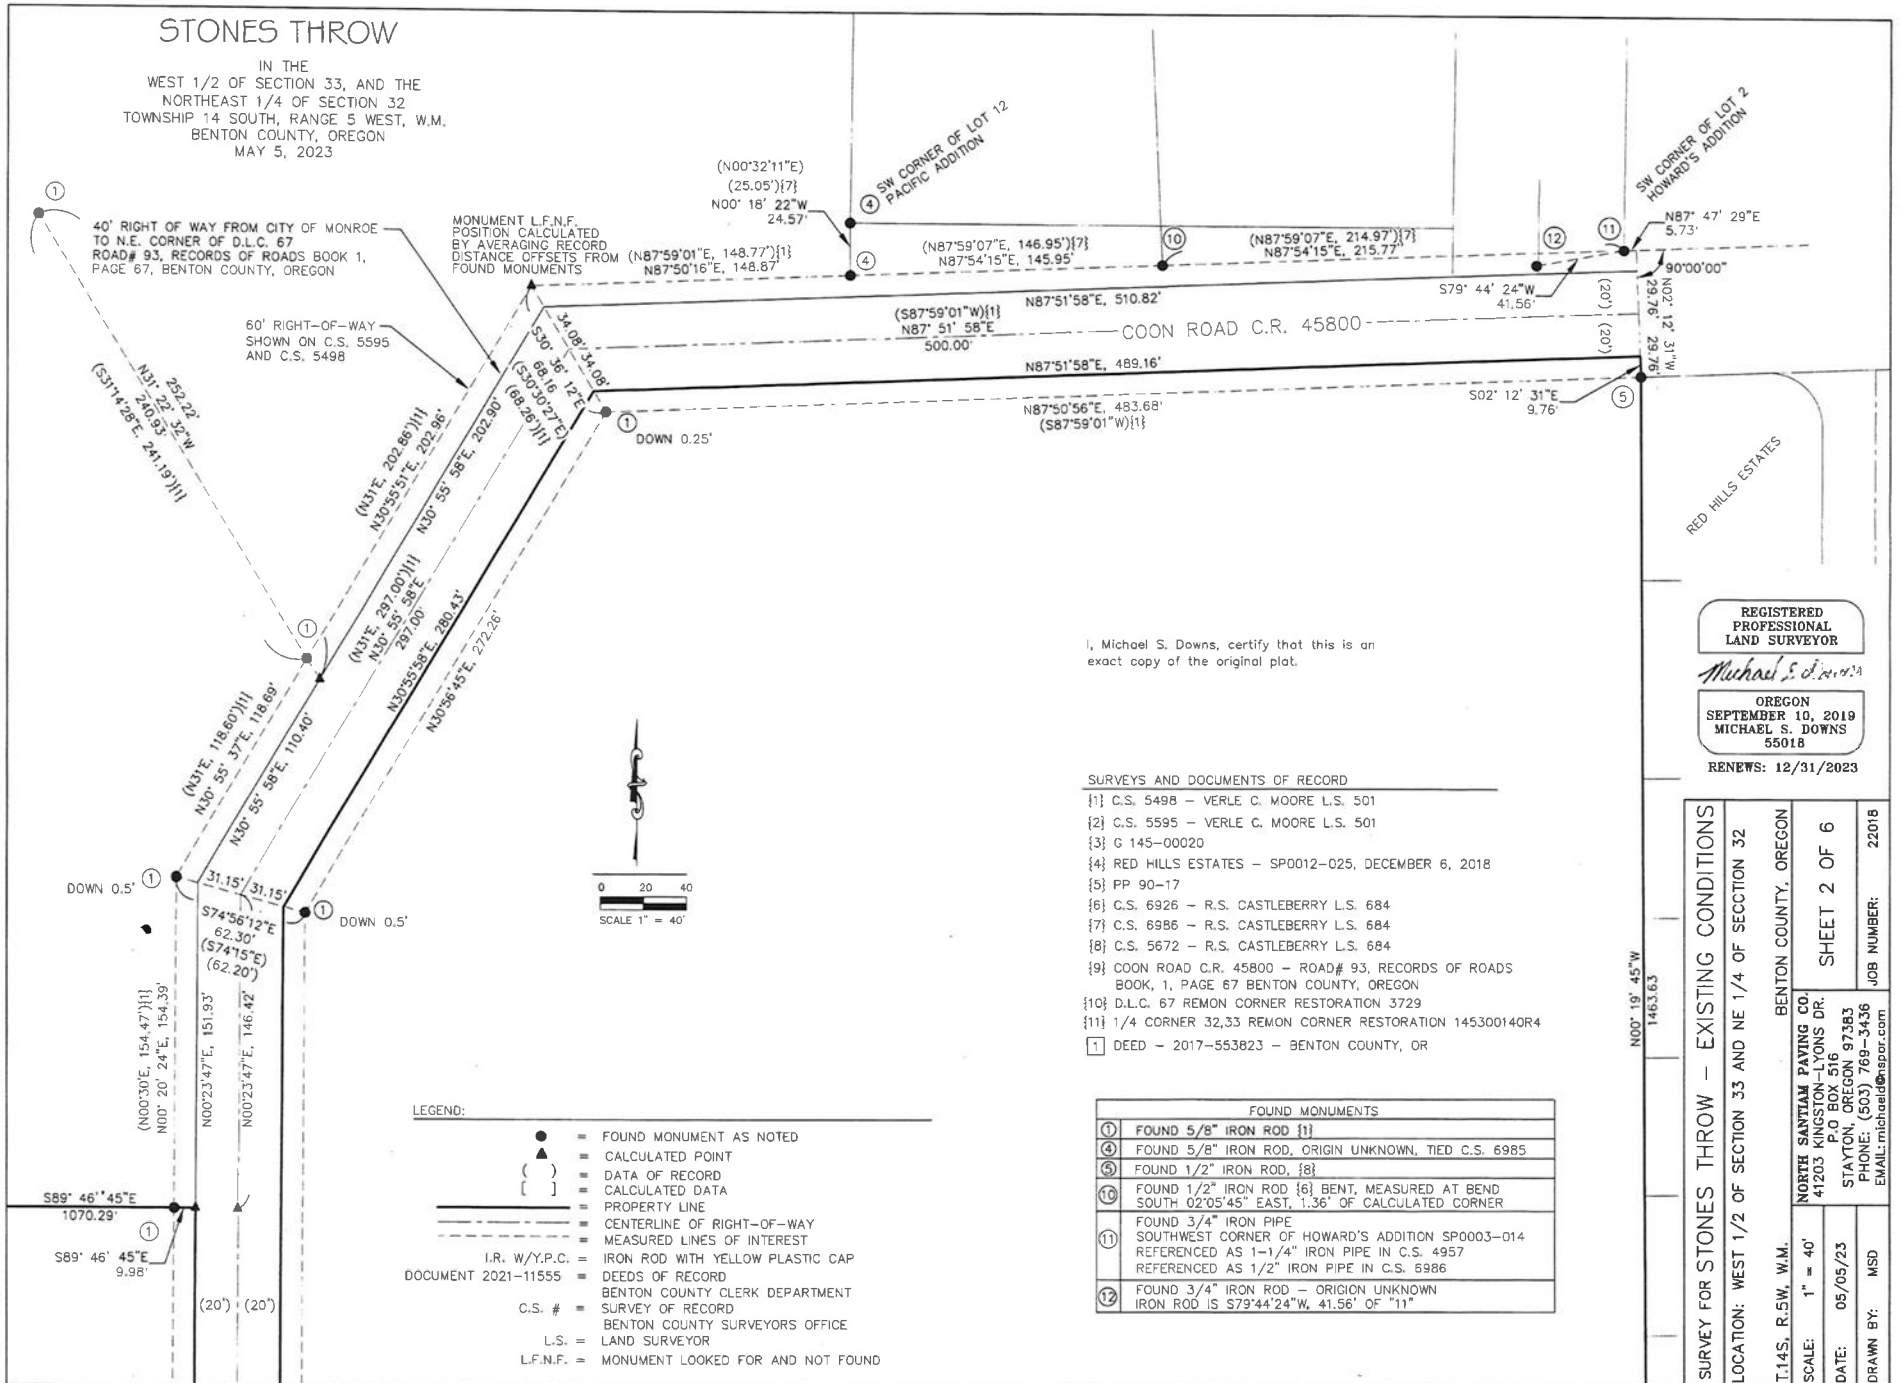 STONES THROW
IN THE
WEST 1/2 OF SECTION 33, AND THE
NORTHEAST 1/4 OF SECTION 32
TOWNSHIP 14 SOUTH, RANGE 5 WEST, W.M.
BENTON COUNTY, OREGON
MAY 5, 2023
1
40' RIGHT OF WAY FROM CITY OF MONROE
TO N.E. CORNER OF D.L.C. 67
ROAD# 93, RECORDS OF ROADS BOOK 1,
PAGE 67, BENTON COUNTY, OREGON
60' RIGHT-OF-WAY
SHOWN ON C.S. 5595
AND C.S. 5498
MONUMENT L.F.N.F.
POSITION CALCULATED
BY AVERAGING RECORD
DISTANCE OFFSETS FROM
FOUND MONUMENTS
(N00°32'11"E)
(25.05'){7}
N00° 18' 22"W
24.57'
4
SW CORNER OF LOT 12
PACIFIC ADDITION
(N87°59'01"E, 148.77'){1}
N87°50'16"E, 148.87'
4
(N87°59'07"E, 146.95'){7}
N87°54'15"E, 145.95'
10
(N87°59'07"E, 214.97'){7}
N87°54'15"E, 215.77'
12
11
SW CORNER OF LOT 2
HOWARD'S ADDITION
N87° 47' 29"E
5.73'
90°00'00"
S79° 44' 24"W
41.56'
N87°51'58"E, 510.82'
(S87°59'01"W){1}
N87° 51' 58"E
500.00'
COON ROAD C.R. 45800
(20')
(20')
N02° 12' 31"W
29.76'
29.76'
N87°51'58"E, 489.16'
N87°50'56"E, 483.68'
(S87°59'01"W){1}
S02° 12' 31"E
9.76'
5
1
DOWN 0.25'
34.08'
34.08'
S30° 36' 12"E
68.16
(S30°30'27"E)
(68.26'){1}
252.22'
N31° 22' 32"W
240.93'
(S31°14'28"E, 241.19'){1}
(N31°E, 202.86'){1}
N30°55'51"E, 202.96'
N30° 55' 58"E, 202.90'
(N31°E, 297.00'){1}
N30° 55' 58"E
297.00'
N30°55'58"E, 280.43'
N30°56'45"E, 272.26'
1
(N31°E, 118.60'){1}
N30° 55' 37"E, 118.69'
N30° 55' 58"E, 110.40'
DOWN 0.5'
1
31.15'
31.15'
S74°56'12"E
62.30'
(S74°15'E)
(62.20')
1
DOWN 0.5'
(N00°30'E, 154.47'){1}
N00° 20' 24"E, 154.39'
N00°23'47"E, 151.93'
N00°23'47"E, 146.42'
S89° 46' 45"E
1070.29'
1
S89° 46' 45"E
9.98'
(20')
(20')
0 20 40
SCALE 1" = 40'
RED HILLS ESTATES
N00° 19' 45"W
1463.63
I, Michael S. Downs, certify that this is an
exact copy of the original plat.
REGISTERED
PROFESSIONAL
LAND SURVEYOR
OREGON
SEPTEMBER 10, 2019
MICHAEL S. DOWNS
55018
RENEWS: 12/31/2023
SURVEYS AND DOCUMENTS OF RECORD
{1} C.S. 5498 – VERLE C. MOORE L.S. 501
{2} C.S. 5595 – VERLE C. MOORE L.S. 501
{3} G 145-00020
{4} RED HILLS ESTATES – SP0012-025, DECEMBER 6, 2018
{5} PP 90-17
{6} C.S. 6926 – R.S. CASTLEBERRY L.S. 684
{7} C.S. 6986 – R.S. CASTLEBERRY L.S. 684
{8} C.S. 5672 – R.S. CASTLEBERRY L.S. 684
{9} COON ROAD C.R. 45800 – ROAD# 93, RECORDS OF ROADS
BOOK, 1, PAGE 67 BENTON COUNTY, OREGON
{10} D.L.C. 67 REMON CORNER RESTORATION 3729
{11} 1/4 CORNER 32,33 REMON CORNER RESTORATION 145300140R4
1 DEED – 2017-553823 – BENTON COUNTY, OR
LEGEND:
= FOUND MONUMENT AS NOTED
= CALCULATED POINT
( ) = DATA OF RECORD
[ ] = CALCULATED DATA
= PROPERTY LINE
= CENTERLINE OF RIGHT-OF-WAY
= MEASURED LINES OF INTEREST
I.R. W/Y.P.C. = IRON ROD WITH YELLOW PLASTIC CAP
DOCUMENT 2021-11555 = DEEDS OF RECORD
BENTON COUNTY CLERK DEPARTMENT
C.S. # = SURVEY OF RECORD
BENTON COUNTY SURVEYORS OFFICE
L.S. = LAND SURVEYOR
L.F.N.F. = MONUMENT LOOKED FOR AND NOT FOUND
FOUND MONUMENTS
1 FOUND 5/8" IRON ROD {1}
4 FOUND 5/8" IRON ROD, ORIGIN UNKNOWN, TIED C.S. 6985
5 FOUND 1/2" IRON ROD, {8}
10 FOUND 1/2" IRON ROD {6} BENT, MEASURED AT BEND
SOUTH 02°05'45" EAST, 1.36' OF CALCULATED CORNER
11 FOUND 3/4" IRON PIPE
SOUTHWEST CORNER OF HOWARD'S ADDITION SP0003-014
REFERENCED AS 1-1/4" IRON PIPE IN C.S. 4957
REFERENCED AS 1/2" IRON PIPE IN C.S. 6986
12 FOUND 3/4" IRON ROD – ORIGION UNKNOWN
IRON ROD IS S79°44'24"W, 41.56' OF "11"
SURVEY FOR STONES THROW – EXISTING CONDITIONS
LOCATION: WEST 1/2 OF SECTION 33 AND NE 1/4 OF SECCTION 32
T.14S, R.5W, W.M. BENTON COUNTY, OREGON
SCALE: 1" = 40'
DATE: 05/05/23
DRAWN BY: MSD
NORTH SANTIAM PAVING CO.
41203 KINGSTON-LYONS DR.
P.O BOX 516
STAYTON, OREGON 97383
PHONE: (503) 769-3436
EMAIL: michaeld@nspor.com
SHEET 2 OF 6
JOB NUMBER: 22018